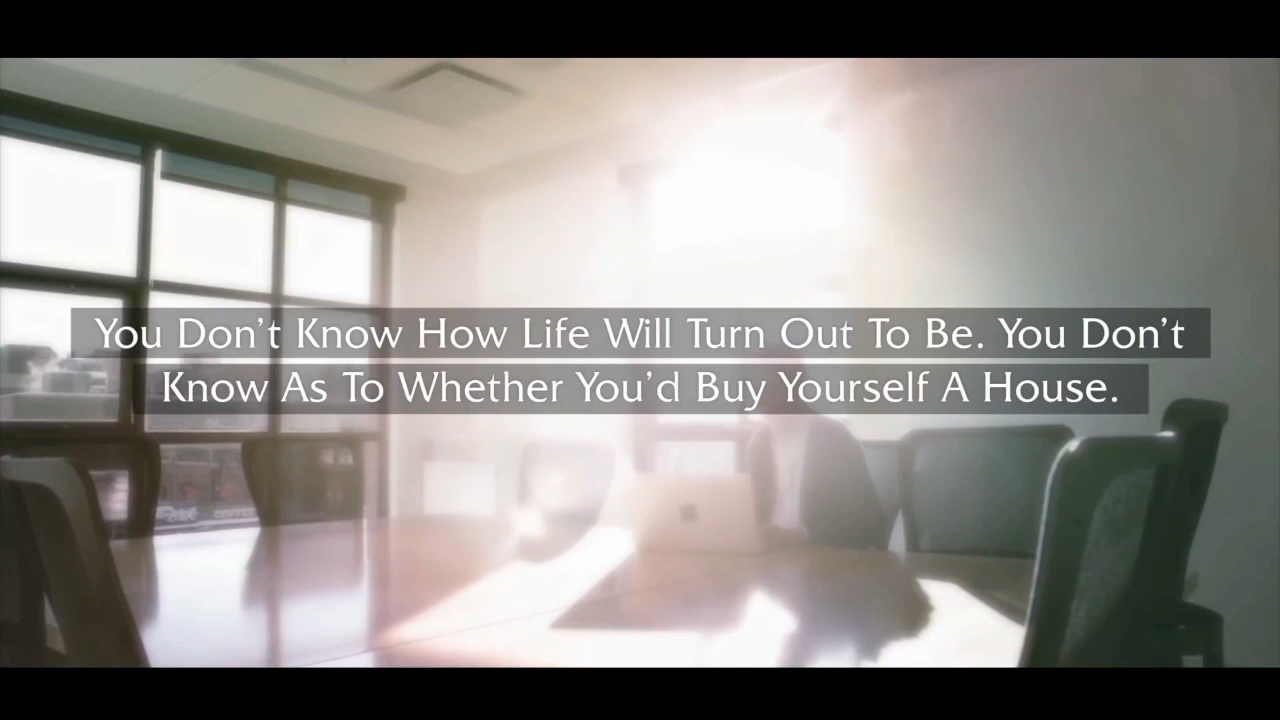 You Don't Know How Life Will Turn Out To Be. You Don't
Know As To Whether You'd Buy Yourself A House.